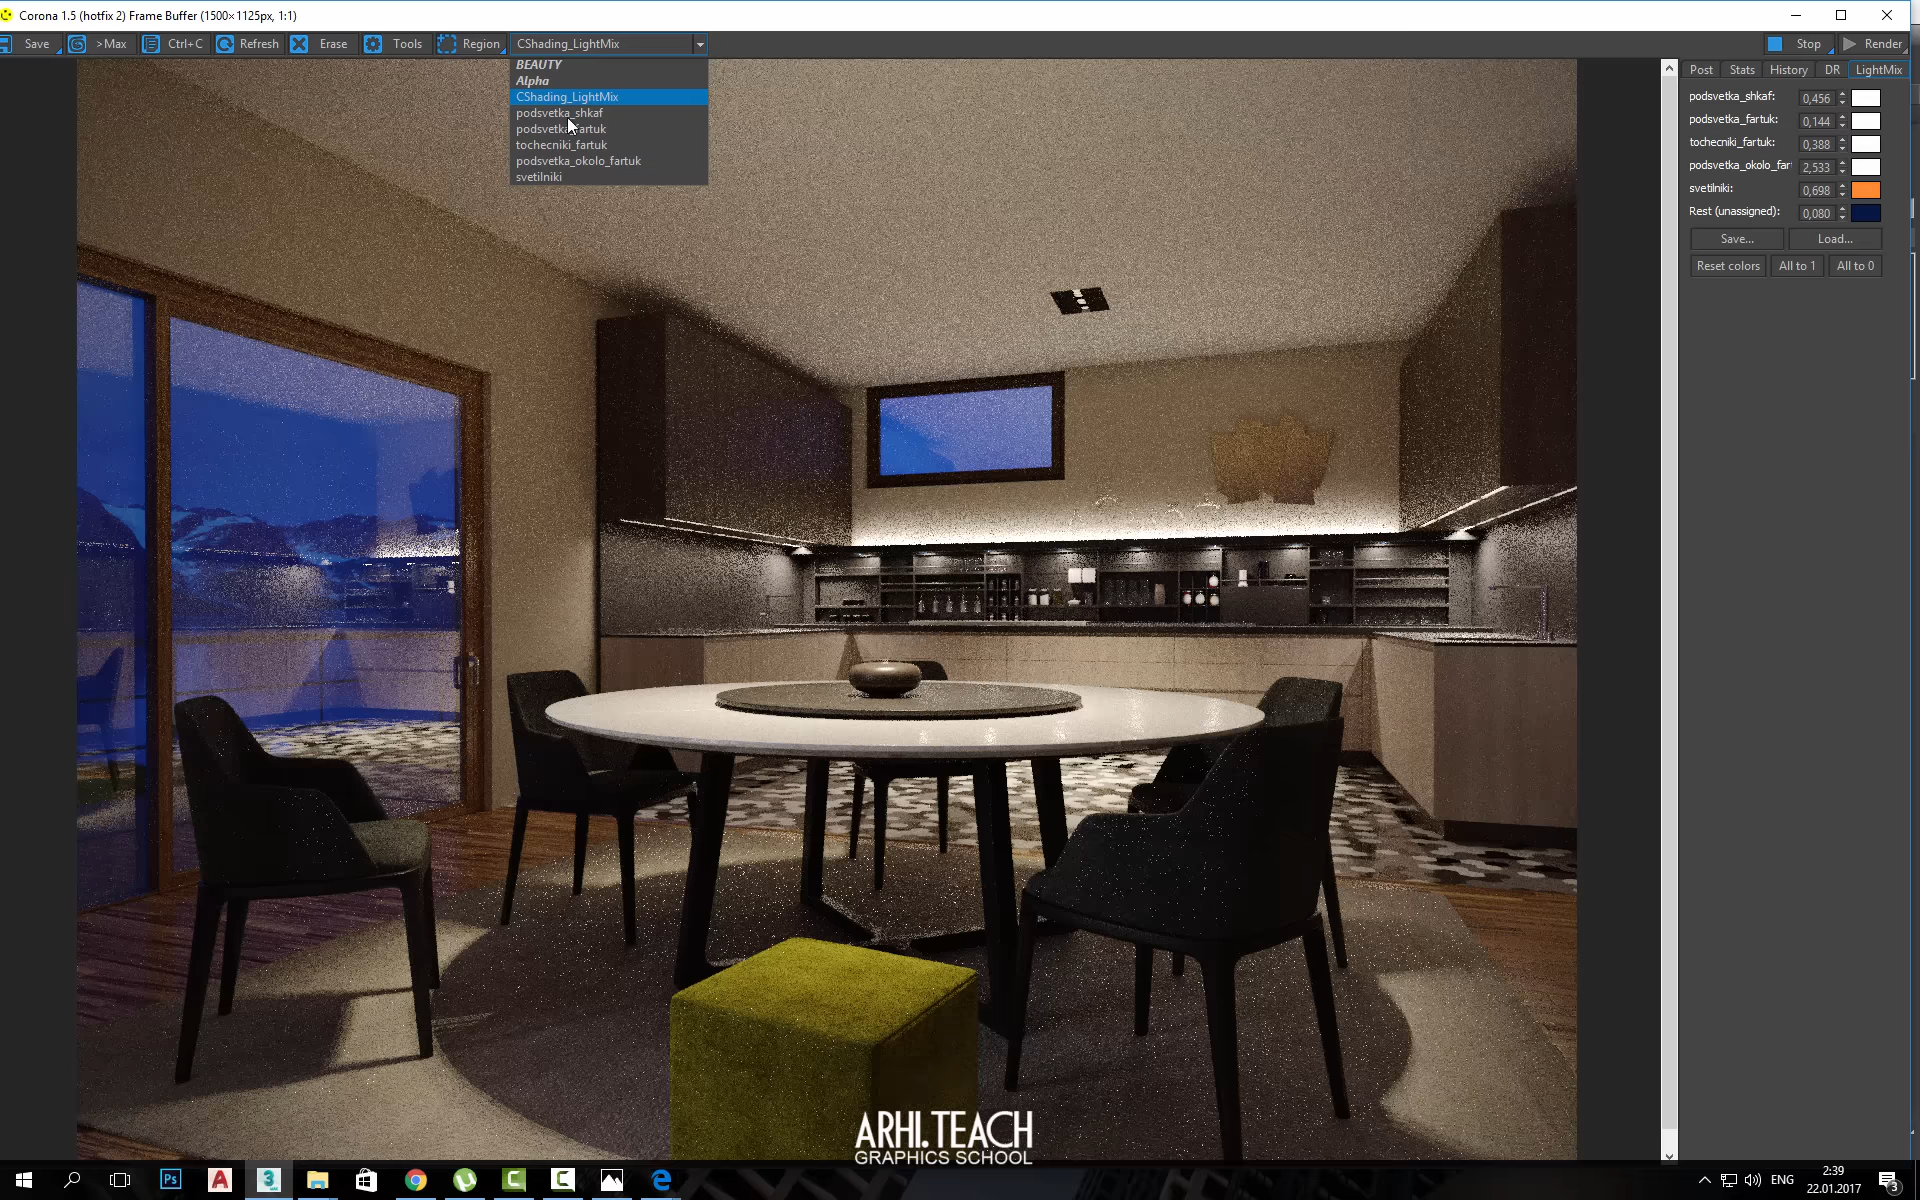 Corona 1.5 (hotfix 2) Frame Buffer (1500×1125px, 1:1)
Save >Max Ctrl+C Refresh Erase Tools Region CShading_LightMix Stop Render
BEAUTY
Alpha
CShading_LightMix
podsvetka_shkaf
podsvetka_fartuk
tochecniki_fartuk
podsvetka_okolo_fartuk
svetilniki
Post Stats History DR LightMix
podsvetka_shkaf: 0,456
podsvetka_fartuk: 0,144
tochecniki_fartuk: 0,388
podsvetka_okolo_far 2,533
svetilniki: 0,698
Rest (unassigned): 0,080
Save... Load...
Reset colors All to 1 All to 0
ARHI.TEACH
GRAPHICS SCHOOL
Ps A 3 C C e
ENG
2:39
22.01.2017
3